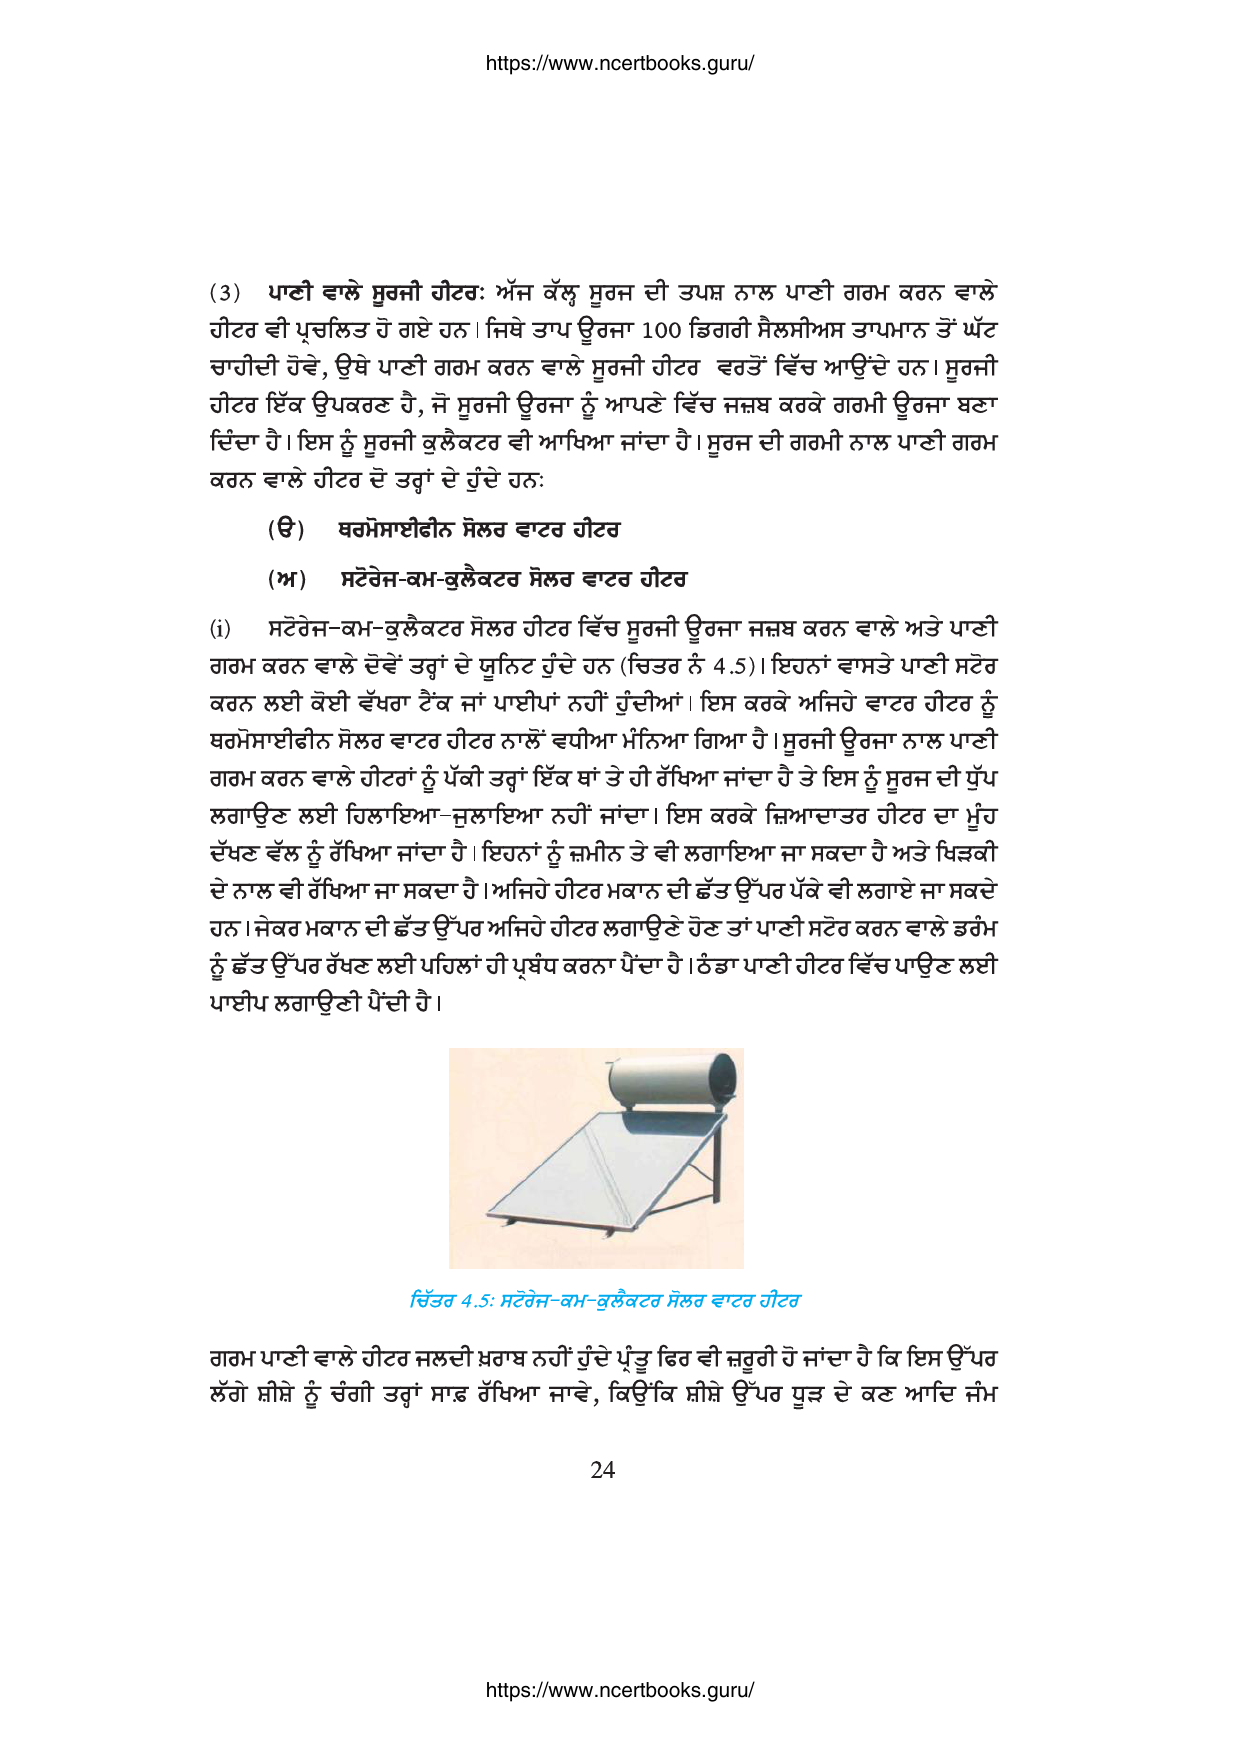 https://www.ncertbooks.guru/
(3) ਪਾਣੀ ਵਾਲੇ ਸੂਰਜੀ ਹੀਟਰ: ਅੱਜ ਕੱਲ੍ਹ ਸੂਰਜ ਦੀ ਤਪਸ਼ ਨਾਲ ਪਾਣੀ ਗਰਮ ਕਰਨ ਵਾਲੇ
ਹੀਟਰ ਵੀ ਪ੍ਰਚਲਿਤ ਹੋ ਗਏ ਹਨ। ਜਿਥੇ ਤਾਪ ਊਰਜਾ 100 ਡਿਗਰੀ ਸੈਲਸੀਅਸ ਤਾਪਮਾਨ ਤੋਂ ਘੱਟ
ਚਾਹੀਦੀ ਹੋਵੇ, ਉਥੇ ਪਾਣੀ ਗਰਮ ਕਰਨ ਵਾਲੇ ਸੂਰਜੀ ਹੀਟਰ ਵਰਤੋਂ ਵਿੱਚ ਆਉਂਦੇ ਹਨ। ਸੂਰਜੀ
ਹੀਟਰ ਇੱਕ ਉਪਕਰਣ ਹੈ, ਜੋ ਸੂਰਜੀ ਊਰਜਾ ਨੂੰ ਆਪਣੇ ਵਿੱਚ ਜਜ਼ਬ ਕਰਕੇ ਗਰਮੀ ਊਰਜਾ ਬਣਾ
ਦਿੰਦਾ ਹੈ। ਇਸ ਨੂੰ ਸੂਰਜੀ ਕੁਲੈਕਟਰ ਵੀ ਆਖਿਆ ਜਾਂਦਾ ਹੈ। ਸੂਰਜ ਦੀ ਗਰਮੀ ਨਾਲ ਪਾਣੀ ਗਰਮ
ਕਰਨ ਵਾਲੇ ਹੀਟਰ ਦੋ ਤਰ੍ਹਾਂ ਦੇ ਹੁੰਦੇ ਹਨ:
(ੳ) ਥਰਮੋਸਾਈਫੀਨ ਸੋਲਰ ਵਾਟਰ ਹੀਟਰ
(ਅ) ਸਟੋਰੇਜ-ਕਮ-ਕੁਲੈਕਟਰ ਸੋਲਰ ਵਾਟਰ ਹੀਟਰ
(i) ਸਟੋਰੇਜ-ਕਮ-ਕੁਲੈਕਟਰ ਸੋਲਰ ਹੀਟਰ ਵਿੱਚ ਸੂਰਜੀ ਊਰਜਾ ਜਜ਼ਬ ਕਰਨ ਵਾਲੇ ਅਤੇ ਪਾਣੀ
ਗਰਮ ਕਰਨ ਵਾਲੇ ਦੋਵੇਂ ਤਰ੍ਹਾਂ ਦੇ ਯੂਨਿਟ ਹੁੰਦੇ ਹਨ (ਚਿਤਰ ਨੰ 4.5)। ਇਹਨਾਂ ਵਾਸਤੇ ਪਾਣੀ ਸਟੋਰ
ਕਰਨ ਲਈ ਕੋਈ ਵੱਖਰਾ ਟੈਂਕ ਜਾਂ ਪਾਈਪਾਂ ਨਹੀਂ ਹੁੰਦੀਆਂ। ਇਸ ਕਰਕੇ ਅਜਿਹੇ ਵਾਟਰ ਹੀਟਰ ਨੂੰ
ਥਰਮੋਸਾਈਫੀਨ ਸੋਲਰ ਵਾਟਰ ਹੀਟਰ ਨਾਲੋਂ ਵਧੀਆ ਮੰਨਿਆ ਗਿਆ ਹੈ। ਸੂਰਜੀ ਊਰਜਾ ਨਾਲ ਪਾਣੀ
ਗਰਮ ਕਰਨ ਵਾਲੇ ਹੀਟਰਾਂ ਨੂੰ ਪੱਕੀ ਤਰ੍ਹਾਂ ਇੱਕ ਥਾਂ ਤੇ ਹੀ ਰੱਖਿਆ ਜਾਂਦਾ ਹੈ ਤੇ ਇਸ ਨੂੰ ਸੂਰਜ ਦੀ ਧੁੱਪ
ਲਗਾਉਣ ਲਈ ਹਿਲਾਇਆ-ਜੁਲਾਇਆ ਨਹੀਂ ਜਾਂਦਾ। ਇਸ ਕਰਕੇ ਜ਼ਿਆਦਾਤਰ ਹੀਟਰ ਦਾ ਮੂੰਹ
ਦੱਖਣ ਵੱਲ ਨੂੰ ਰੱਖਿਆ ਜਾਂਦਾ ਹੈ। ਇਹਨਾਂ ਨੂੰ ਜ਼ਮੀਨ ਤੇ ਵੀ ਲਗਾਇਆ ਜਾ ਸਕਦਾ ਹੈ ਅਤੇ ਖਿੜਕੀ
ਦੇ ਨਾਲ ਵੀ ਰੱਖਿਆ ਜਾ ਸਕਦਾ ਹੈ। ਅਜਿਹੇ ਹੀਟਰ ਮਕਾਨ ਦੀ ਛੱਤ ਉੱਪਰ ਪੱਕੇ ਵੀ ਲਗਾਏ ਜਾ ਸਕਦੇ
ਹਨ। ਜੇਕਰ ਮਕਾਨ ਦੀ ਛੱਤ ਉੱਪਰ ਅਜਿਹੇ ਹੀਟਰ ਲਗਾਉਣੇ ਹੋਣ ਤਾਂ ਪਾਣੀ ਸਟੋਰ ਕਰਨ ਵਾਲੇ ਡਰੰਮ
ਨੂੰ ਛੱਤ ਉੱਪਰ ਰੱਖਣ ਲਈ ਪਹਿਲਾਂ ਹੀ ਪ੍ਰਬੰਧ ਕਰਨਾ ਪੈਂਦਾ ਹੈ। ਠੰਡਾ ਪਾਣੀ ਹੀਟਰ ਵਿੱਚ ਪਾਉਣ ਲਈ
ਪਾਈਪ ਲਗਾਉਣੀ ਪੈਂਦੀ ਹੈ।
ਚਿੱਤਰ 4.5: ਸਟੋਰੇਜ-ਕਮ-ਕੁਲੈਕਟਰ ਸੋਲਰ ਵਾਟਰ ਹੀਟਰ
ਗਰਮ ਪਾਣੀ ਵਾਲੇ ਹੀਟਰ ਜਲਦੀ ਖ਼ਰਾਬ ਨਹੀਂ ਹੁੰਦੇ ਪ੍ਰੰਤੂ ਫਿਰ ਵੀ ਜ਼ਰੂਰੀ ਹੋ ਜਾਂਦਾ ਹੈ ਕਿ ਇਸ ਉੱਪਰ
ਲੱਗੇ ਸ਼ੀਸ਼ੇ ਨੂੰ ਚੰਗੀ ਤਰ੍ਹਾਂ ਸਾਫ਼ ਰੱਖਿਆ ਜਾਵੇ, ਕਿਉਂਕਿ ਸ਼ੀਸ਼ੇ ਉੱਪਰ ਧੂੜ ਦੇ ਕਣ ਆਦਿ ਜੰਮ
24
https://www.ncertbooks.guru/